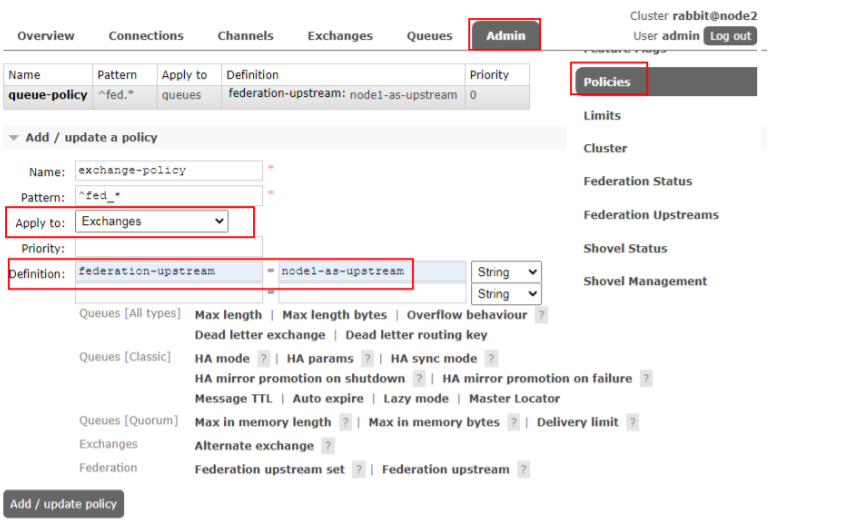 Cluster rabbit@node2
Overview Connections Channels Exchanges Queues Admin User admin Log out
Feature Flags
Name Pattern Apply to Definition Priority
queue-policy ^fed.* queues federation-upstream: node1-as-upstream 0
Policies
Limits
Cluster
Federation Status
Federation Upstreams
Shovel Status
Shovel Management
Add / update a policy
Name: exchange-policy *
Pattern: ^fed_* *
Apply to: Exchanges
Priority:
Definition: federation-upstream = node1-as-upstream String
= String
Queues [All types] Max length | Max length bytes | Overflow behaviour ?
Dead letter exchange | Dead letter routing key
Queues [Classic] HA mode ? | HA params ? | HA sync mode ?
HA mirror promotion on shutdown ? | HA mirror promotion on failure ?
Message TTL | Auto expire | Lazy mode | Master Locator
Queues [Quorum] Max in memory length ? | Max in memory bytes ? | Delivery limit ?
Exchanges Alternate exchange ?
Federation Federation upstream set ? | Federation upstream ?
Add / update policy